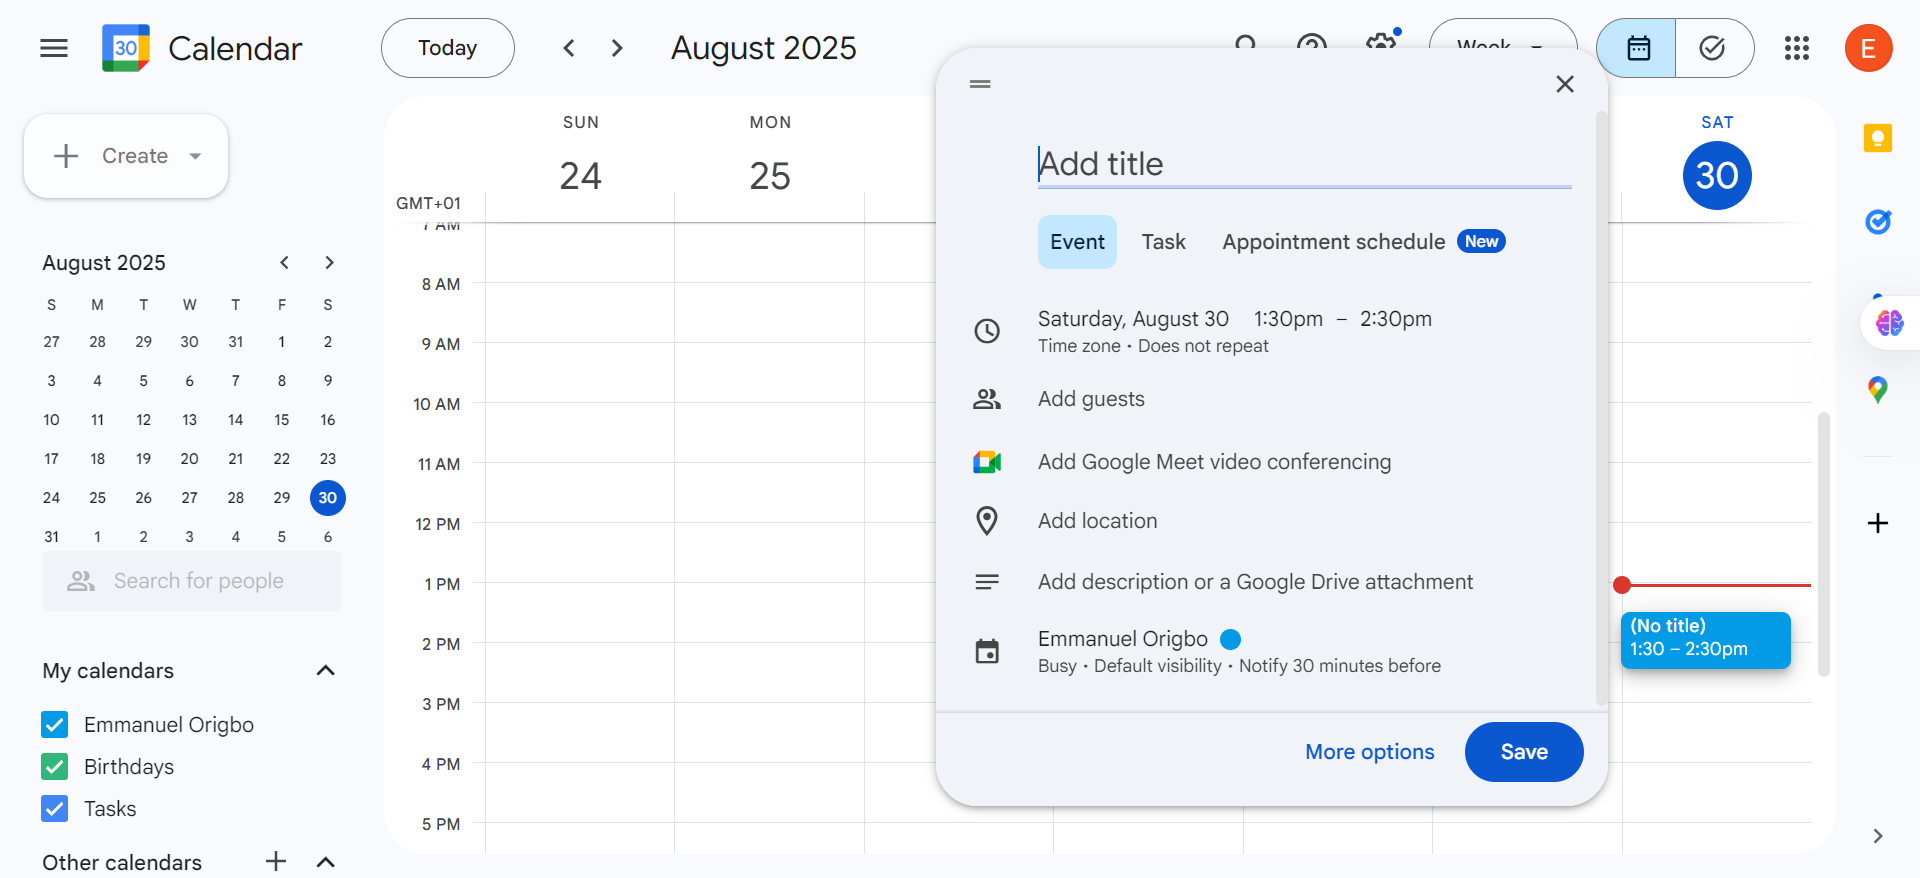 30 Calendar
Today
August 2025
Week
E
Create
SUN
24
MON
25
SAT
30
GMT+01
7 AM
8 AM
9 AM
10 AM
11 AM
12 PM
1 PM
2 PM
3 PM
4 PM
5 PM
August 2025
S M T W T F S
27 28 29 30 31 1 2
3 4 5 6 7 8 9
10 11 12 13 14 15 16
17 18 19 20 21 22 23
24 25 26 27 28 29 30
31 1 2 3 4 5 6
Search for people
My calendars
Emmanuel Origbo
Birthdays
Tasks
Other calendars
Add title
Event Task Appointment schedule New
Saturday, August 30 1:30pm – 2:30pm
Time zone • Does not repeat
Add guests
Add Google Meet video conferencing
Add location
Add description or a Google Drive attachment
Emmanuel Origbo
Busy • Default visibility • Notify 30 minutes before
More options Save
(No title)
1:30 – 2:30pm